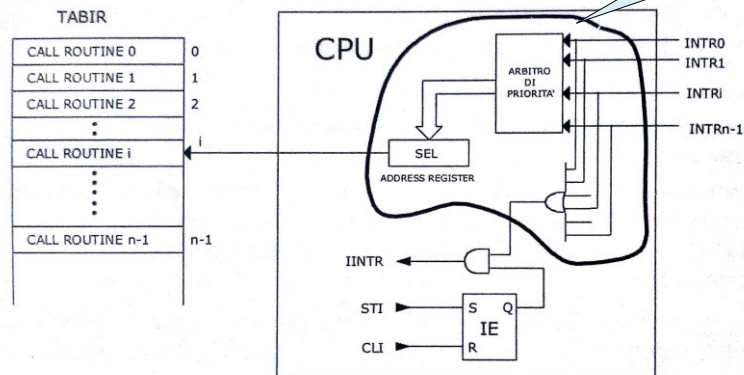 TABIR
CALL ROUTINE 0 0
CALL ROUTINE 1 1
CALL ROUTINE 2 2
CALL ROUTINE i i
CALL ROUTINE n-1 n-1
CPU
ARBITRO
DI
PRIORITA'
INTR0
INTR1
INTRi
INTRn-1
SEL
ADDRESS REGISTER
IINTR
STI
CLI
S Q
IE
R